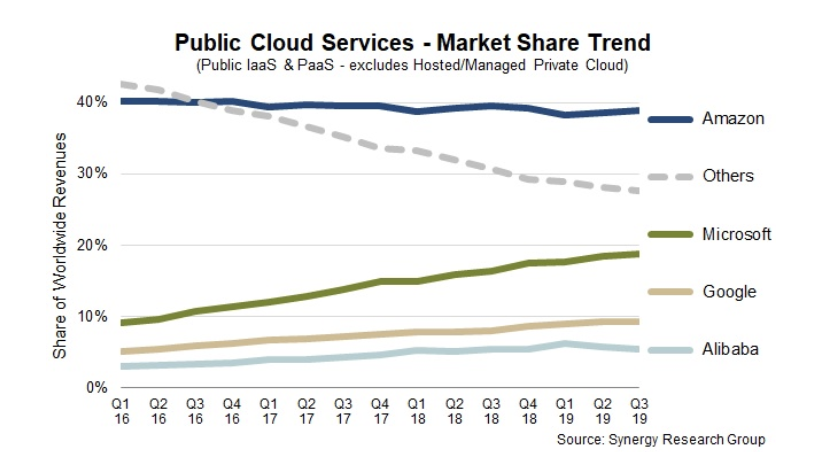 Public Cloud Services - Market Share Trend
(Public IaaS & PaaS - excludes Hosted/Managed Private Cloud)
Share of Worldwide Revenues
40%
30%
20%
10%
0%
Amazon
Others
Microsoft
Google
Alibaba
Q1 Q2 Q3 Q4 Q1 Q2 Q3 Q4 Q1 Q2 Q3 Q4 Q1 Q2 Q3
16 16 16 16 17 17 17 17 18 18 18 18 19 19 19
Source: Synergy Research Group